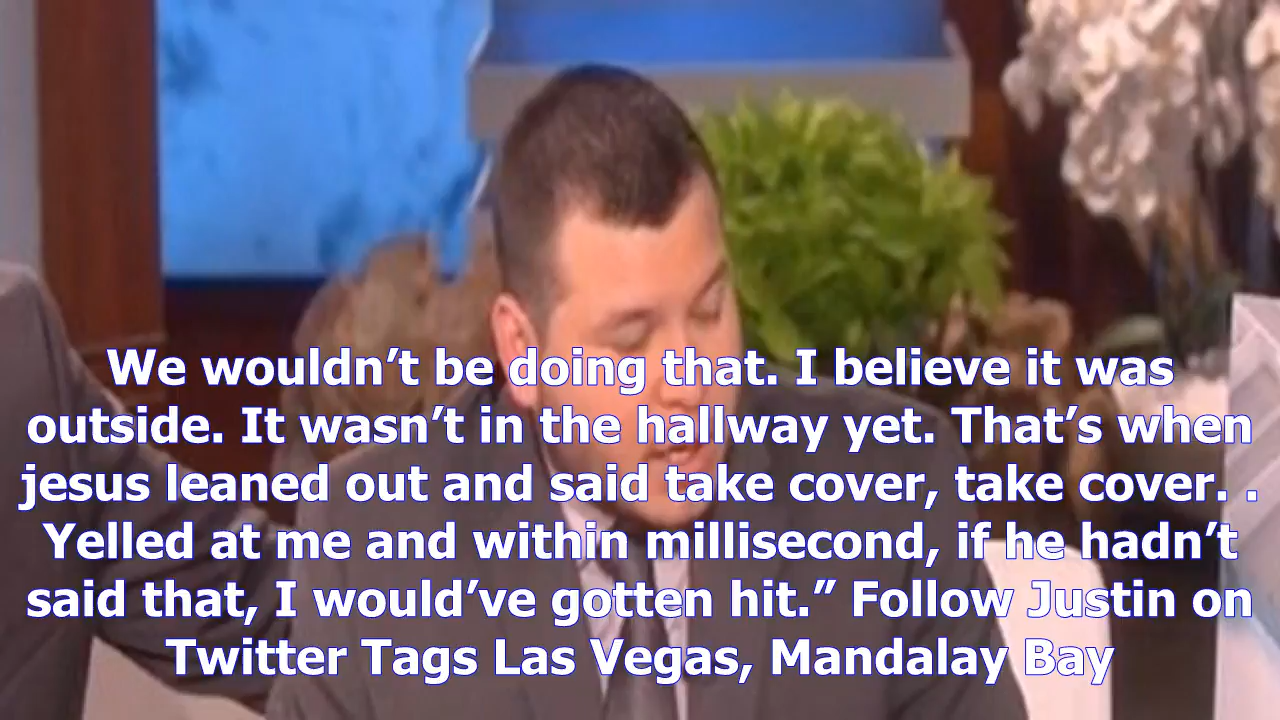 We wouldn’t be doing that. I believe it was
outside. It wasn’t in the hallway yet. That’s when
jesus leaned out and said take cover, take cover. .
Yelled at me and within millisecond, if he hadn’t
said that, I would’ve gotten hit.” Follow Justin on
Twitter Tags Las Vegas, Mandalay Bay